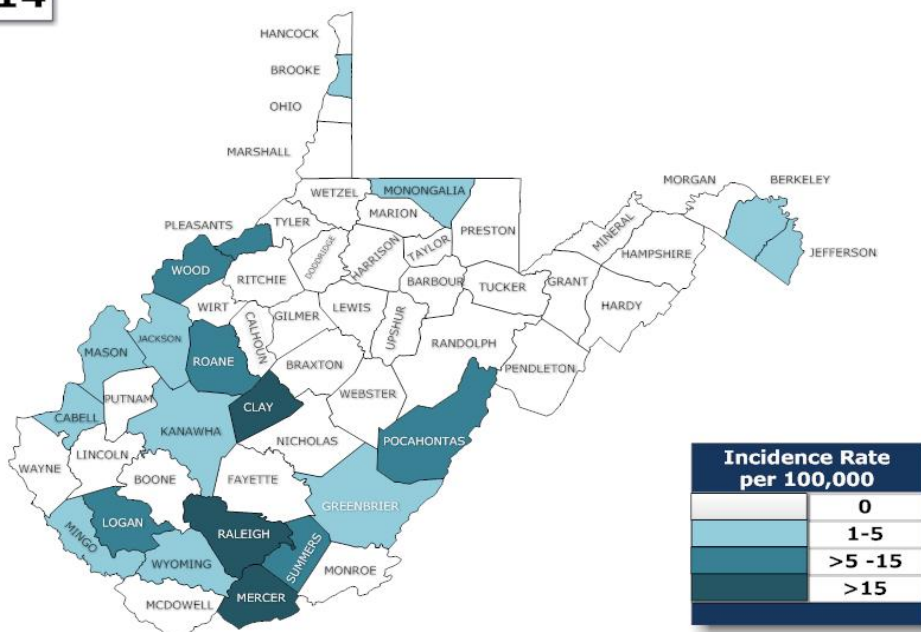 14
HANCOCK
BROOKE
OHIO
MARSHALL
WETZEL
MONONGALIA
MORGAN
BERKELEY
MARION
PRESTON
MINERAL
HAMPSHIRE
JEFFERSON
PLEASANTS
TYLER
DODDRIDGE
HARRISON
TAYLOR
WOOD
RITCHIE
BARBOUR
TUCKER
GRANT
HARDY
WIRT
CALHOUN
GILMER
LEWIS
UPSHUR
RANDOLPH
PENDLETON
MASON
JACKSON
ROANE
BRAXTON
WEBSTER
CABELL
PUTNAM
KANAWHA
CLAY
NICHOLAS
POCAHONTAS
WAYNE
LINCOLN
BOONE
FAYETTE
GREENBRIER
MINGO
LOGAN
RALEIGH
SUMMERS
WYOMING
MONROE
MCDOWELL
MERCER
Incidence Rate
per 100,000
0
1-5
>5 -15
>15